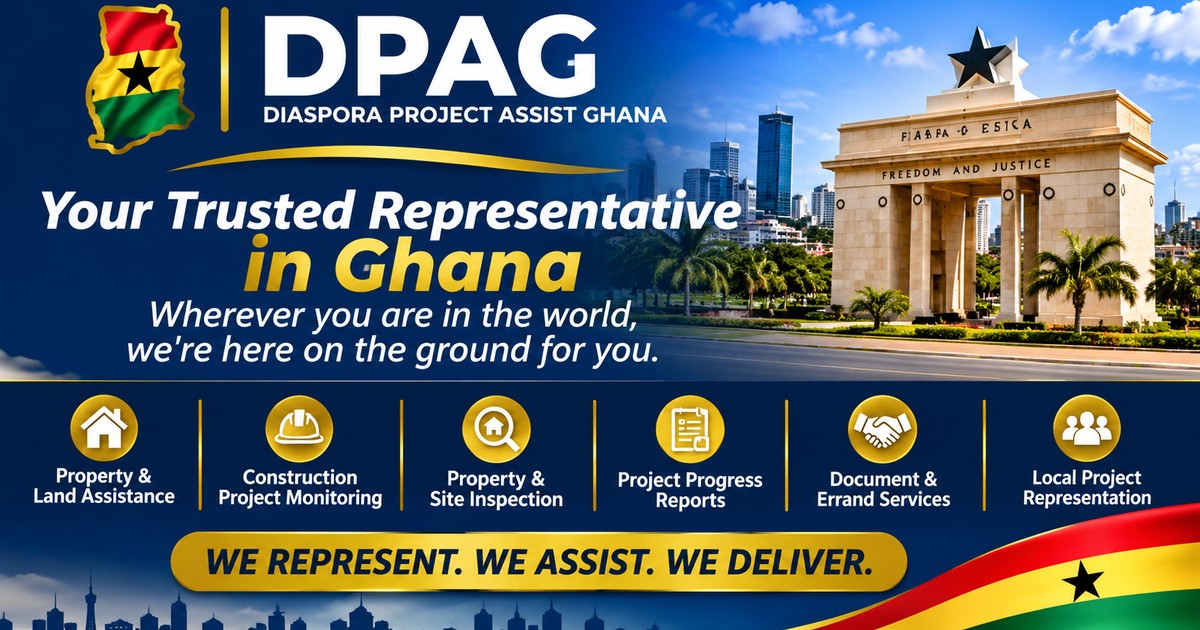 DPAG
DIASPORA PROJECT ASSIST GHANA
Your Trusted Representative
in Ghana
Wherever you are in the world,
we're here on the ground for you.
FREEDOM AND JUSTICE
Property &
Land Assistance
Construction
Project Monitoring
Property &
Site Inspection
Project Progress
Reports
Document &
Errand Services
Local Project
Representation
WE REPRESENT. WE ASSIST. WE DELIVER.